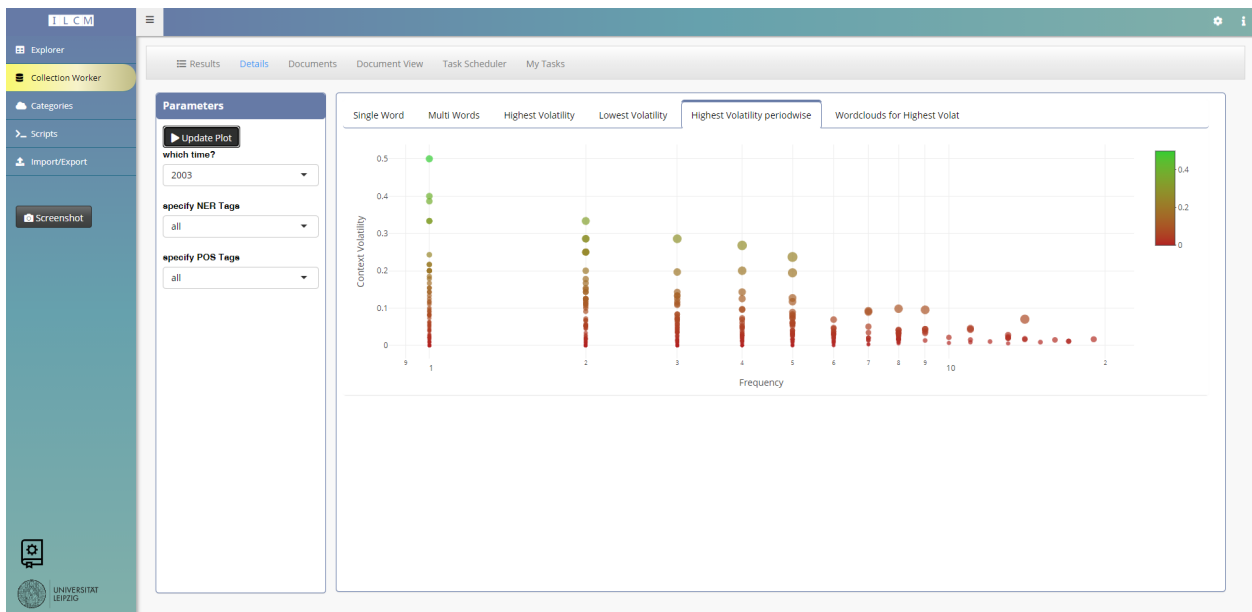 I L C M
Explorer
Collection Worker
Categories
Scripts
Import/Export
Screenshot
UNIVERSITÄT
LEIPZIG
Results Details Documents Document View Task Scheduler My Tasks
Parameters
Update Plot
which time?
2003
specify NER Tags
all
specify POS Tags
all
Single Word Multi Words Highest Volatility Lowest Volatility Highest Volatility periodwise Wordclouds for Highest Volat
Context Volatility
0.5
0.4
0.3
0.2
0.1
0
9 1 2 3 4 5 6 7 8 9 10 2
Frequency
0.4
0.2
0